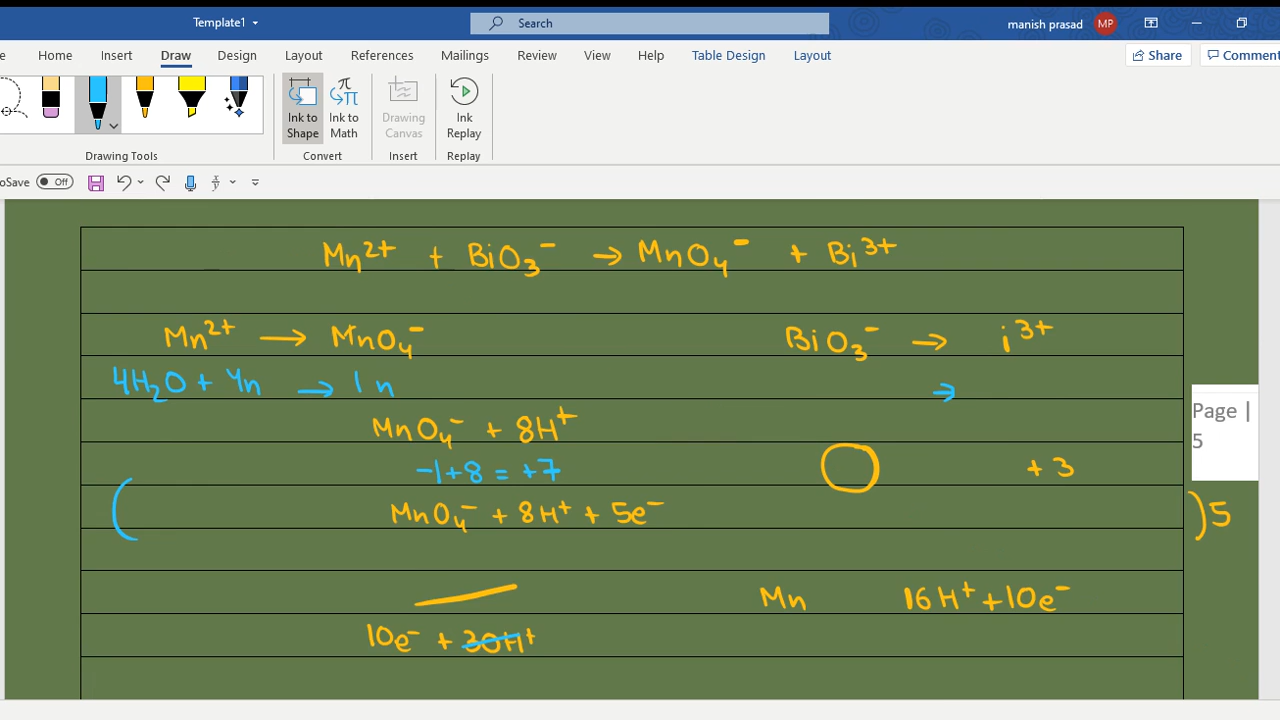 Template1
Search
manish prasad MP
Home Insert Draw Design Layout References Mailings Review View Help Table Design Layout Share Comment
Ink to Shape
Ink to Math
Drawing Canvas
Ink Replay
Drawing Tools Convert Insert Replay
oSave Off
Mn²⁺ + BiO₃⁻ → MnO₄⁻ + Bi³⁺
Mn²⁺ → MnO₄⁻ BiO₃⁻ → i³⁺
4H₂O + Mn → 1 n →
MnO₄⁻ + 8H⁺
Page | 5
-1+8 = +7 +3
( MnO₄⁻ + 8H⁺ + 5e⁻ )5
Mn 16H⁺ + 10e⁻
10e⁻ + 30H⁺